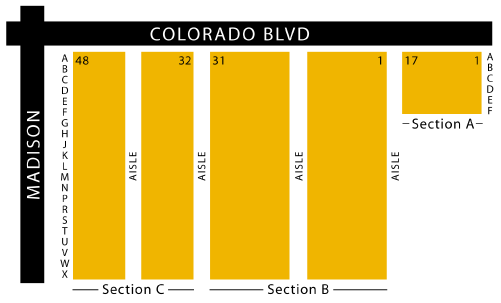 COLORADO BLVD
MADISON
A
B
C
D
E
F
G
H
J
K
L
M
N
P
R
S
T
U
V
W
X
48
32
31
1
17
1
A
B
C
D
E
F
AISLE
AISLE
AISLE
AISLE
Section A
Section C
Section B